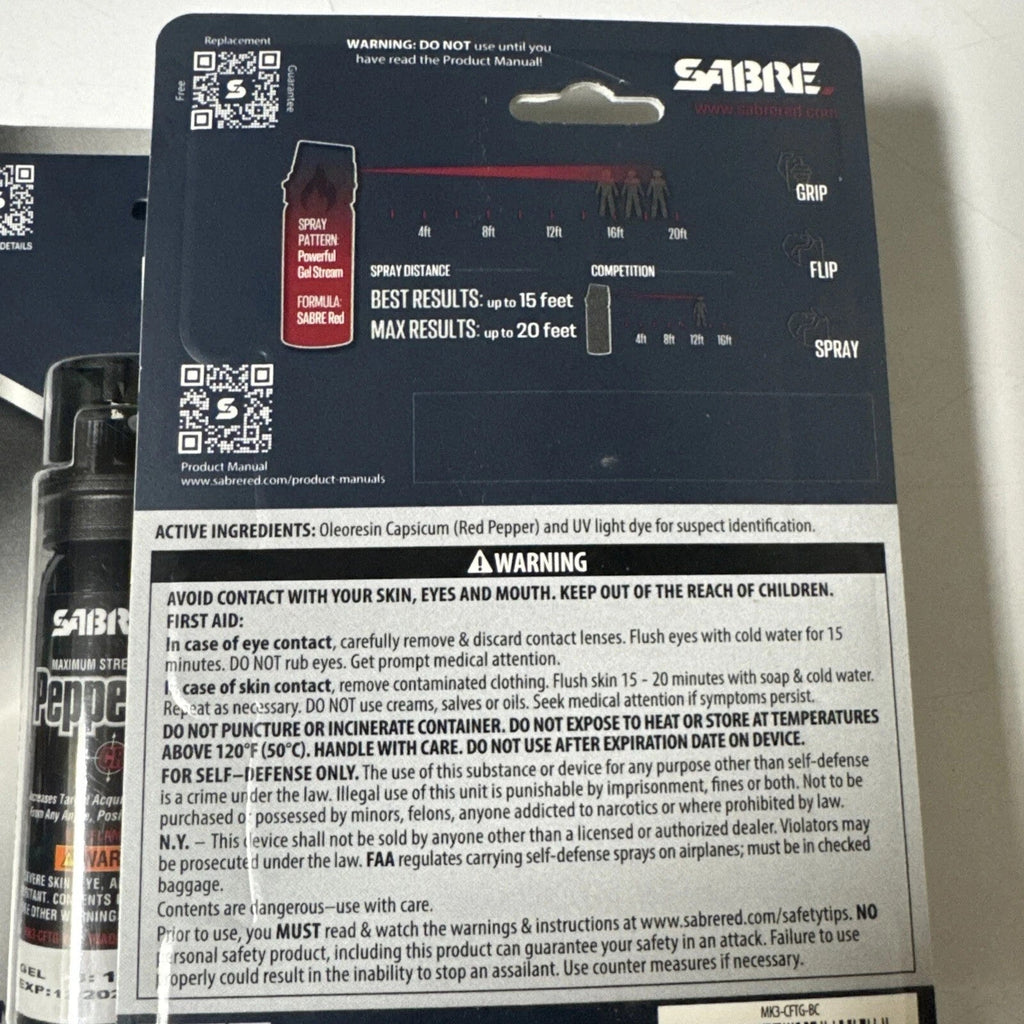 Replacement
Free
Guarantee
WARNING: DO NOT use until you
have read the Product Manual!
SABRE
www.sabrered.com
DETAILS
SPRAY
PATTERN:
Powerful
Gel Stream
FORMULA:
SABRE Red
4ft 8ft 12ft 16ft 20ft
GRIP
FLIP
SPRAY
SPRAY DISTANCE
BEST RESULTS: up to 15 feet
MAX RESULTS: up to 20 feet
COMPETITION
4ft 8ft 12ft 16ft
Product Manual
www.sabrered.com/product-manuals
ACTIVE INGREDIENTS: Oleoresin Capsicum (Red Pepper) and UV light dye for suspect identification.
WARNING
AVOID CONTACT WITH YOUR SKIN, EYES AND MOUTH. KEEP OUT OF THE REACH OF CHILDREN.
FIRST AID:
In case of eye contact, carefully remove & discard contact lenses. Flush eyes with cold water for 15
minutes. DO NOT rub eyes. Get prompt medical attention.
In case of skin contact, remove contaminated clothing. Flush skin 15 - 20 minutes with soap & cold water.
Repeat as necessary. DO NOT use creams, salves or oils. Seek medical attention if symptoms persist.
DO NOT PUNCTURE OR INCINERATE CONTAINER. DO NOT EXPOSE TO HEAT OR STORE AT TEMPERATURES
ABOVE 120°F (50°C). HANDLE WITH CARE. DO NOT USE AFTER EXPIRATION DATE ON DEVICE.
FOR SELF–DEFENSE ONLY. The use of this substance or device for any purpose other than self-defense
is a crime under the law. Illegal use of this unit is punishable by imprisonment, fines or both. Not to be
purchased or possessed by minors, felons, anyone addicted to narcotics or where prohibited by law.
N.Y. – This device shall not be sold by anyone other than a licensed or authorized dealer. Violators may
be prosecuted under the law. FAA regulates carrying self-defense sprays on airplanes; must be in checked
baggage.
Contents are dangerous–use with care.
Prior to use, you MUST read & watch the warnings & instructions at www.sabrered.com/safetytips. NO
personal safety product, including this product can guarantee your safety in an attack. Failure to use
properly could result in the inability to stop an assailant. Use counter measures if necessary.
MK3-CFTG-BC
SABR
MAXIMUM STRE
Peppe
WAR
GEL
EXP: